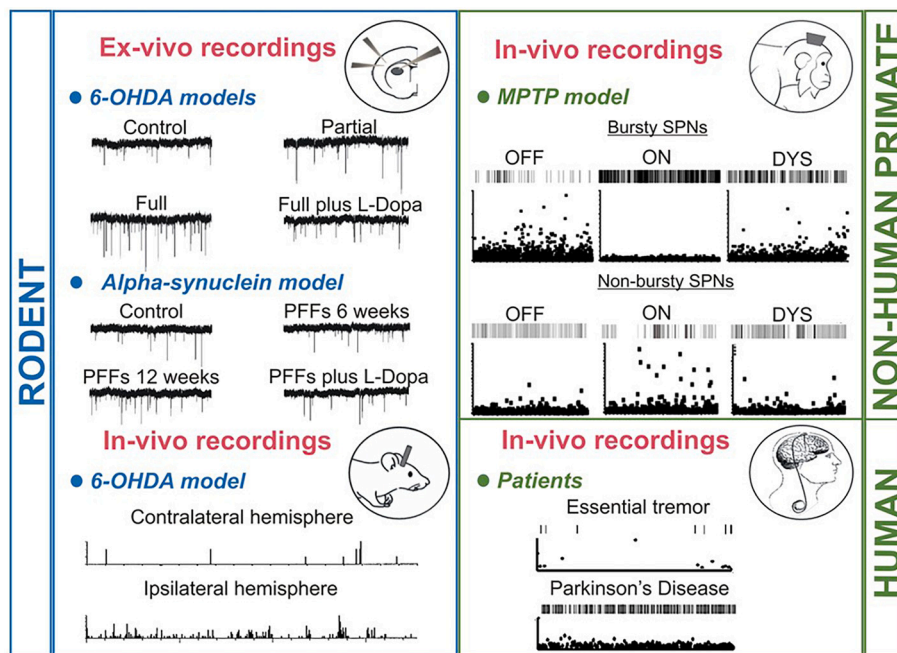 RODENT
Ex-vivo recordings
6-OHDA models
Control
Partial
Full
Full plus L-Dopa
Alpha-synuclein model
Control
PFFs 6 weeks
PFFs 12 weeks
PFFs plus L-Dopa
In-vivo recordings
6-OHDA model
Contralateral hemisphere
Ipsilateral hemisphere
In-vivo recordings
MPTP model
Bursty SPNs
OFF
ON
DYS
Non-bursty SPNs
OFF
ON
DYS
NON-HUMAN PRIMATE
In-vivo recordings
Patients
Essential tremor
Parkinson's Disease
HUMAN